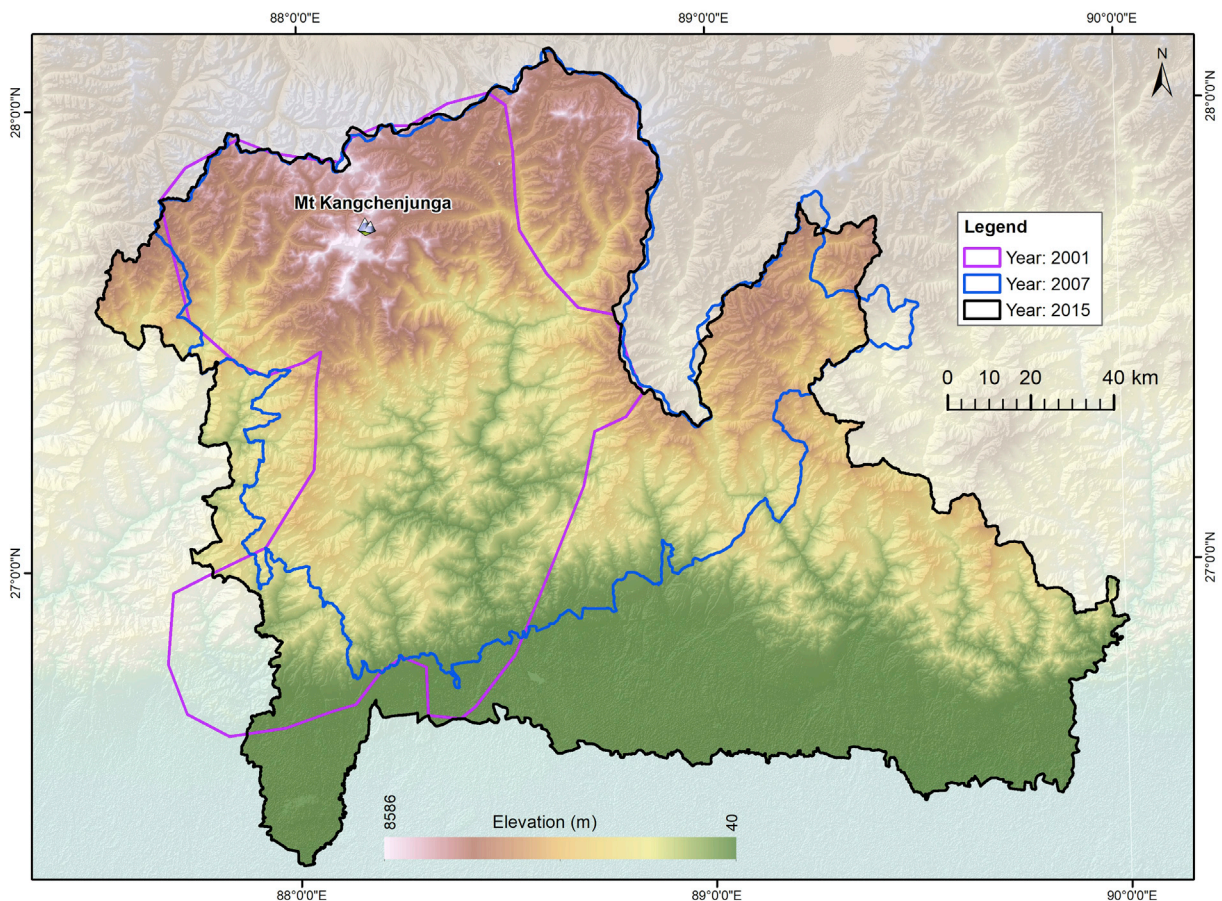 88°0'0"E 89°0'0"E 90°0'0"E
N
28°0'0"N
28°0'0"N
Mt Kangchenjunga
Legend
Year: 2001
Year: 2007
Year: 2015
0 10 20 40 km
27°0'0"N
27°0'0"N
8586 Elevation (m) 40
88°0'0"E 89°0'0"E 90°0'0"E